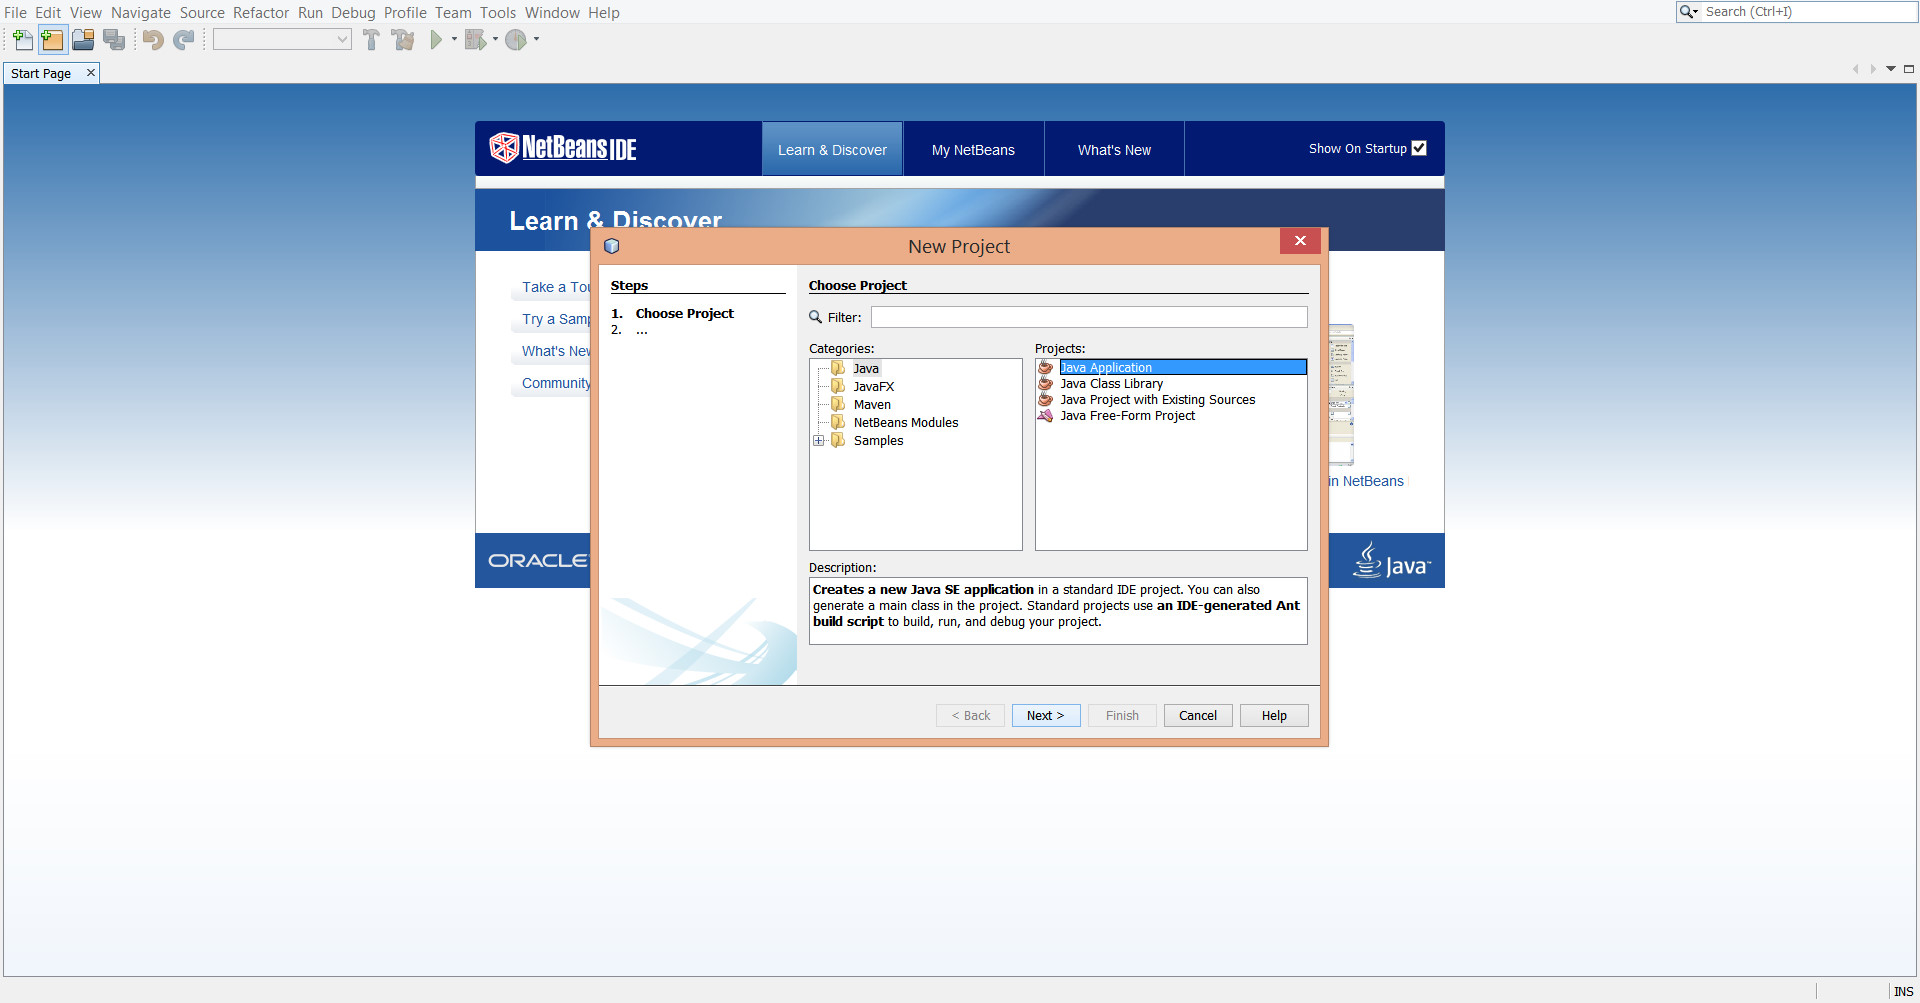 File Edit View Navigate Source Refactor Run Debug Profile Team Tools Window Help
Search (Ctrl+I)
Start Page
NetBeans IDE
Learn & Discover
My NetBeans
What's New
Show On Startup
Learn & Discover
New Project
Take a Tou
Try a Samp
What's New
Community
Steps
1. Choose Project
2. ...
Choose Project
Filter:
Categories:
Java
JavaFX
Maven
NetBeans Modules
Samples
Projects:
Java Application
Java Class Library
Java Project with Existing Sources
Java Free-Form Project
in NetBeans
ORACLE
Java™
Description:
Creates a new Java SE application in a standard IDE project. You can also
generate a main class in the project. Standard projects use an IDE-generated Ant
build script to build, run, and debug your project.
< Back
Next >
Finish
Cancel
Help
INS